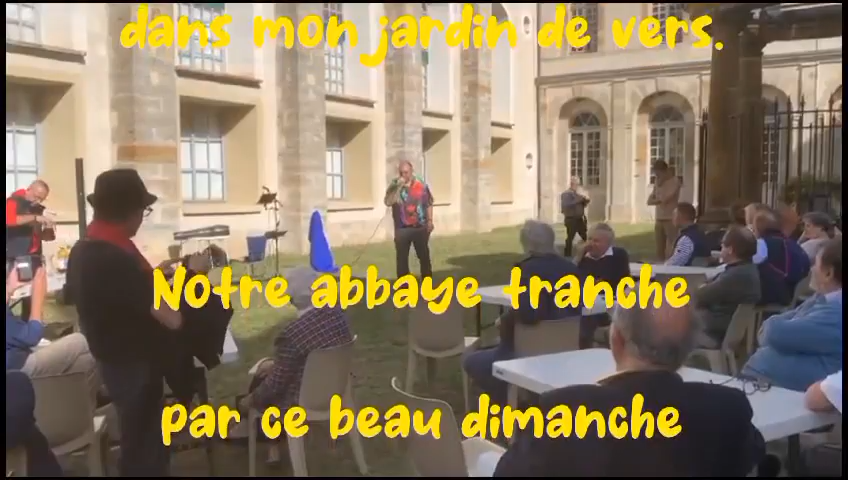 dans mon jardin de vers.
Notre abbaye tranche
par ce beau dimanche